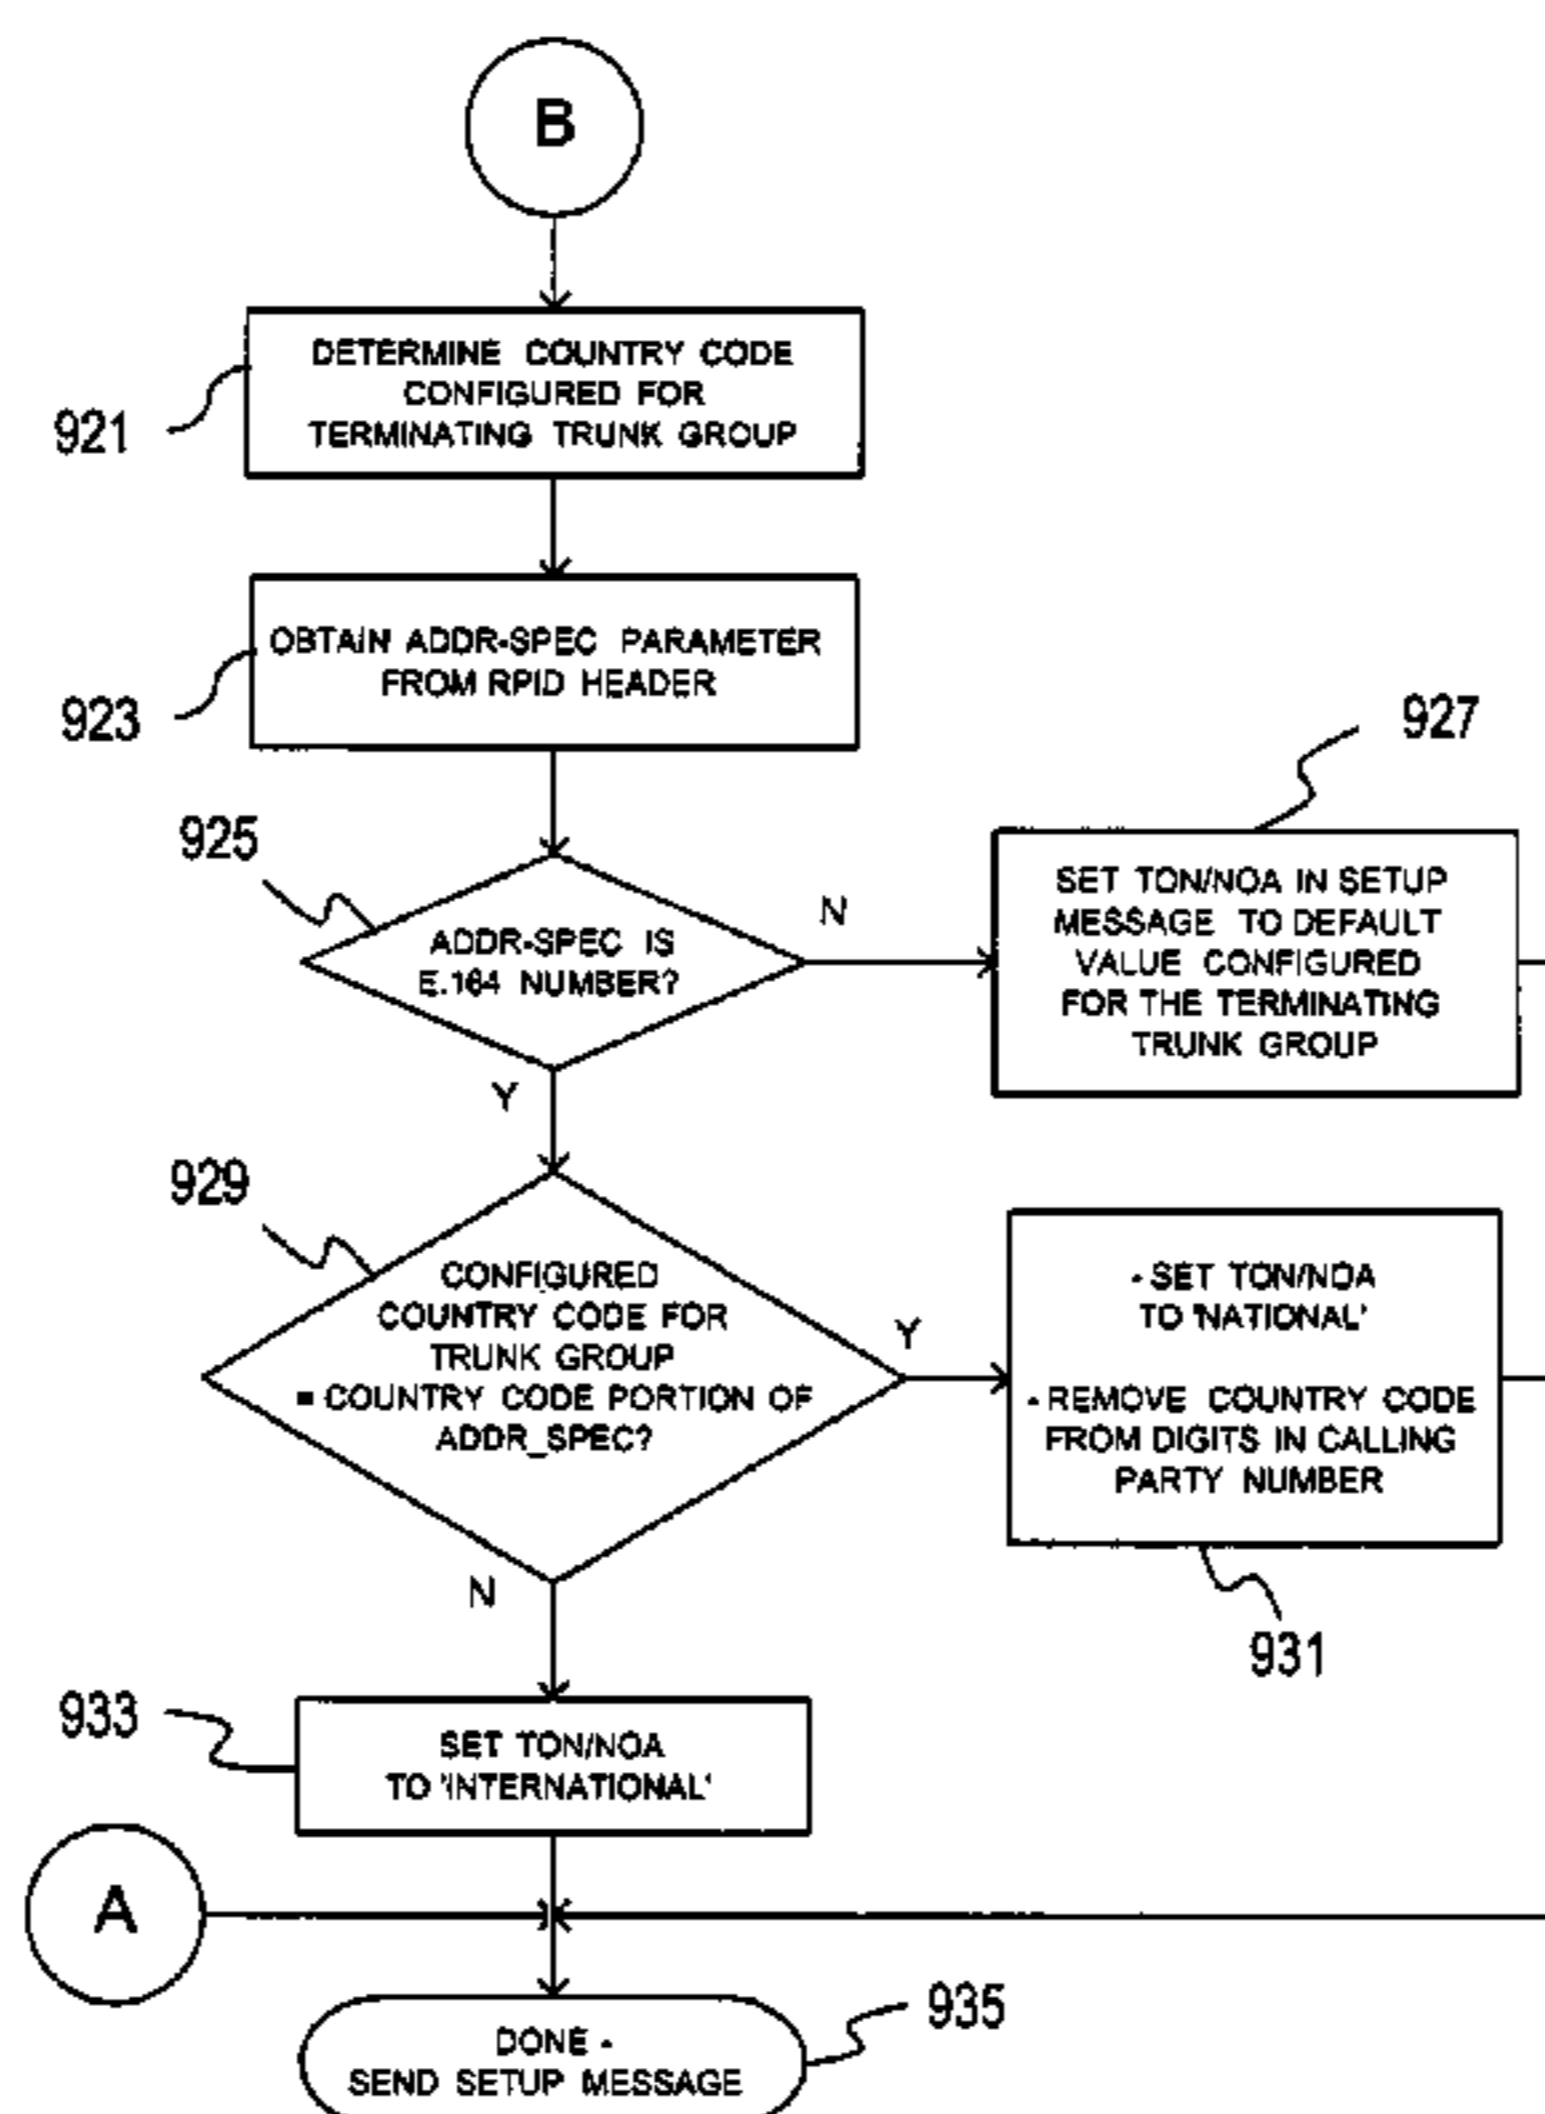 B
DETERMINE COUNTRY CODE
CONFIGURED FOR
TERMINATING TRUNK GROUP
921
OBTAIN ADDR-SPEC PARAMETER
FROM RPID HEADER
923
927
925
ADDR-SPEC IS
E.164 NUMBER?
N
SET TON/NOA IN SETUP
MESSAGE TO DEFAULT
VALUE CONFIGURED
FOR THE TERMINATING
TRUNK GROUP
Y
929
CONFIGURED
COUNTRY CODE FOR
TRUNK GROUP
= COUNTRY CODE PORTION OF
ADDR_SPEC?
Y
- SET TON/NOA
TO 'NATIONAL'
- REMOVE COUNTRY CODE
FROM DIGITS IN CALLING
PARTY NUMBER
N
931
933
SET TON/NOA
TO 'INTERNATIONAL'
A
935
DONE -
SEND SETUP MESSAGE